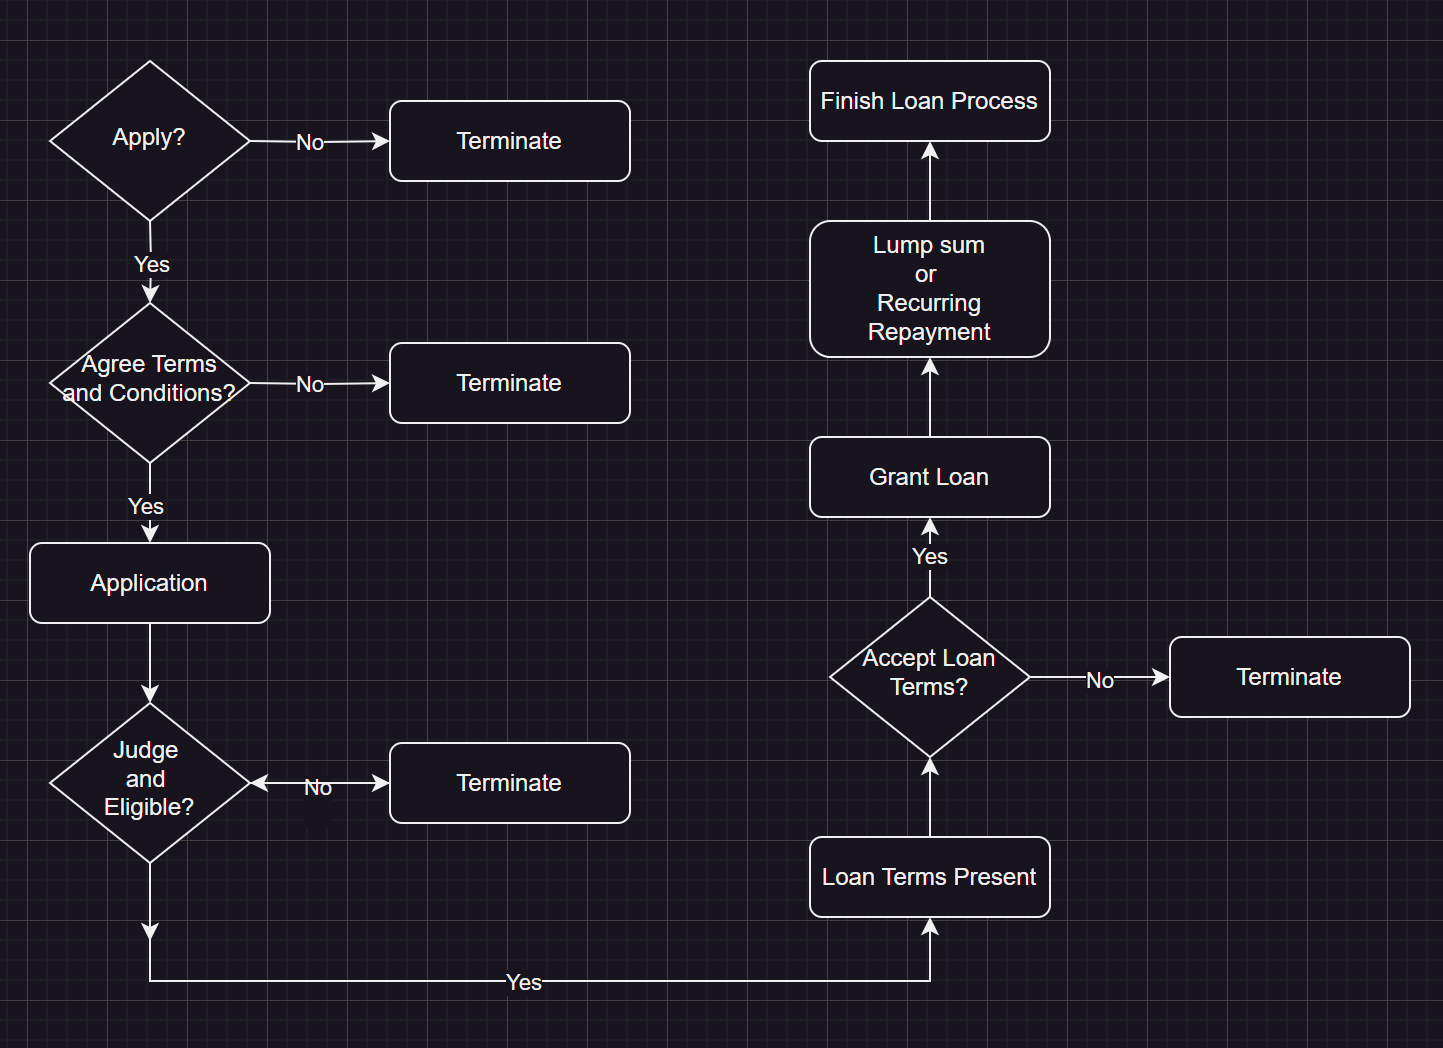 Apply?
No
Terminate
Yes
Agree Terms
and Conditions?
No
Terminate
Yes
Application
Judge
and
Eligible?
No
Terminate
Yes
Loan Terms Present
Accept Loan
Terms?
No
Terminate
Yes
Grant Loan
Lump sum
or
Recurring
Repayment
Finish Loan Process